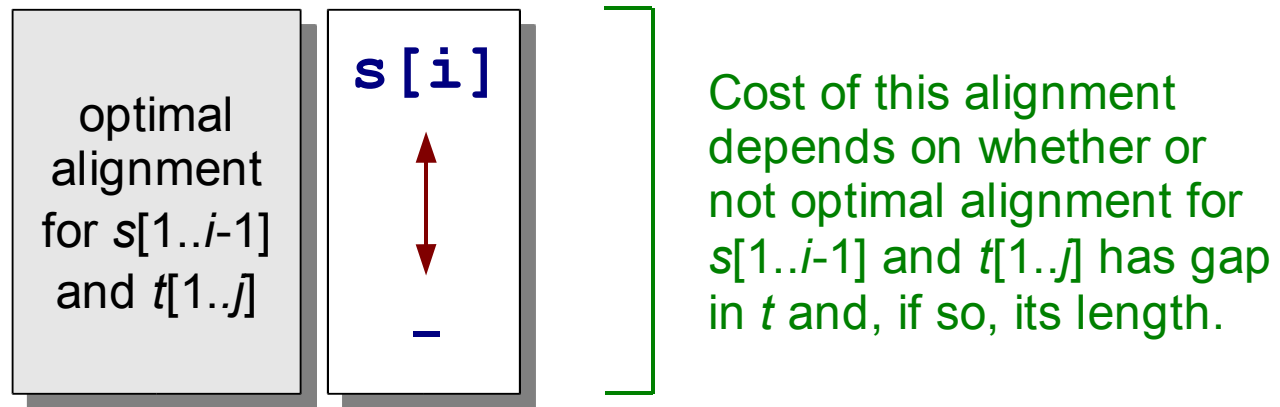 optimal
alignment
for s[1..i-1]
and t[1..j]
s[i]
–
Cost of this alignment
depends on whether or
not optimal alignment for
s[1..i-1] and t[1..j] has gap
in t and, if so, its length.